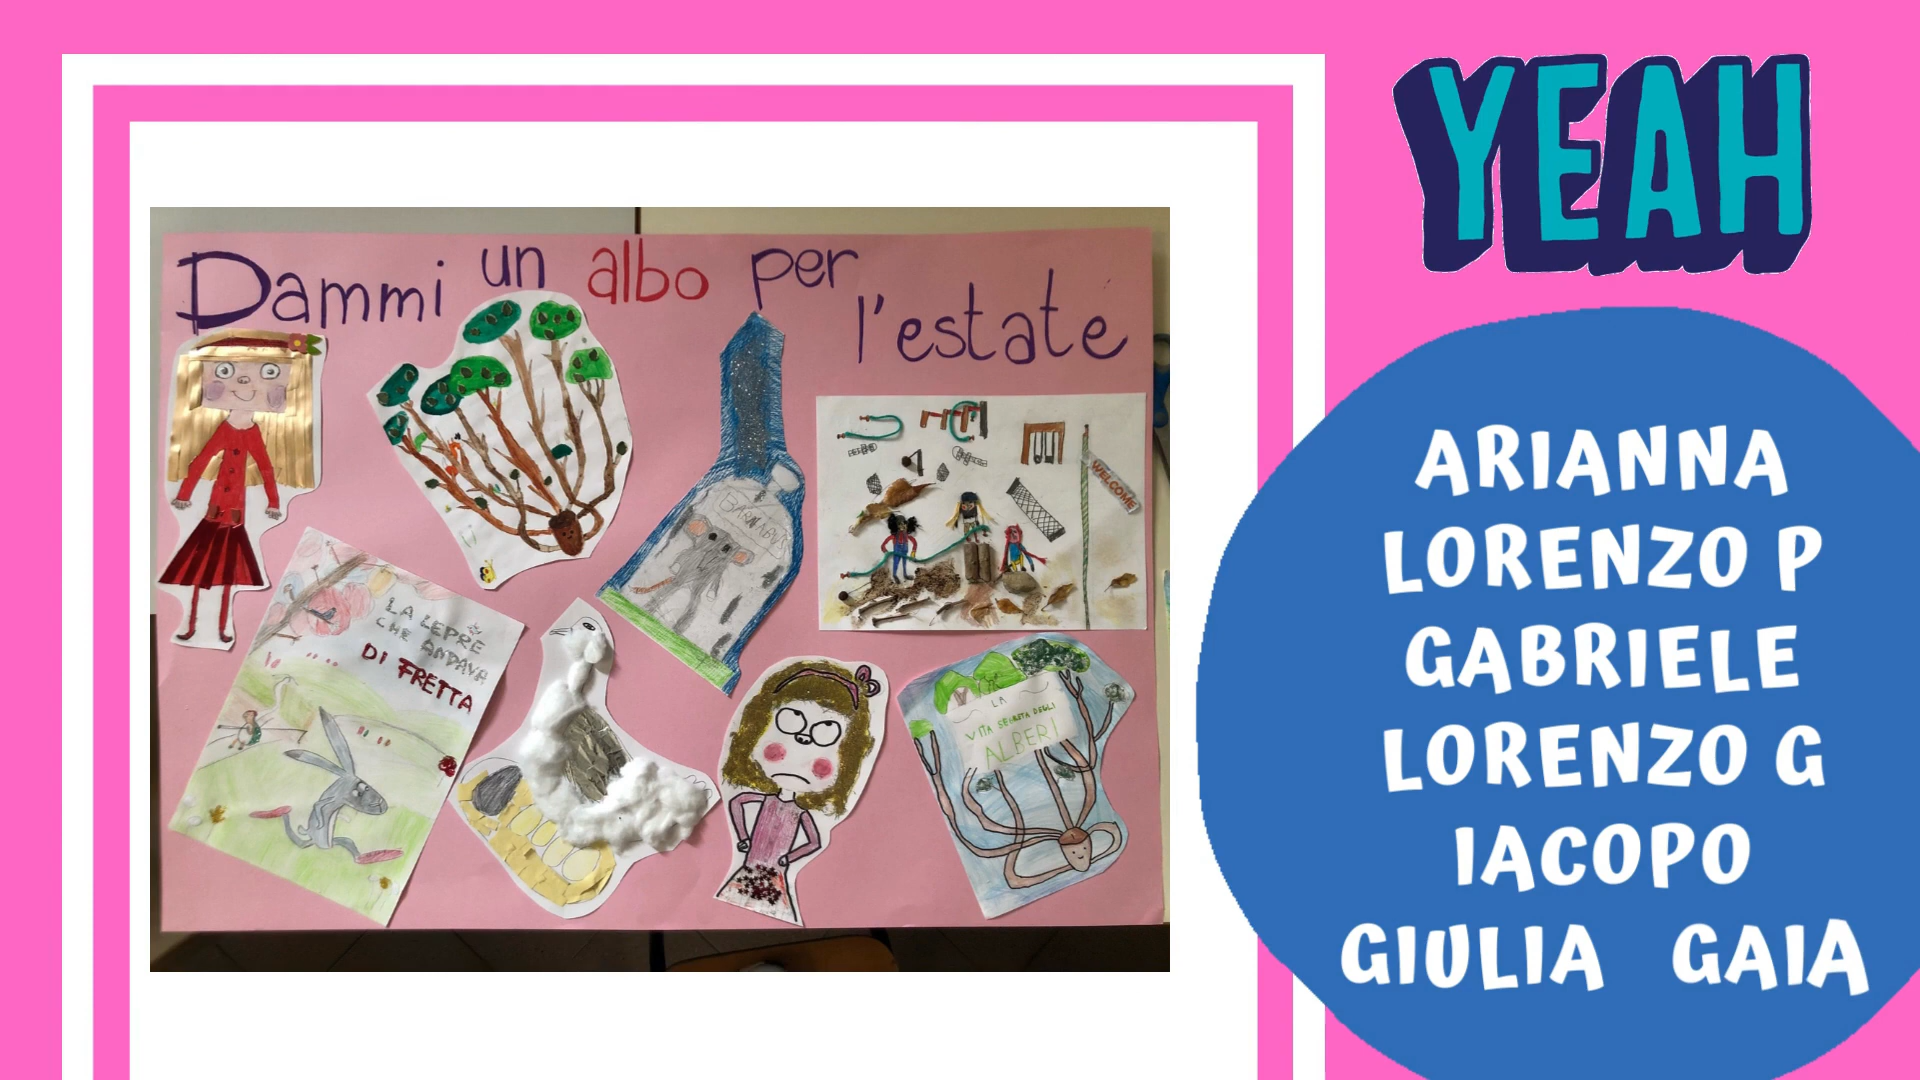 Dammi un albo per
l'estate
WELCOME
BARNABUS
LA LEPRE
CHE ANDAVA
DI FRETTA
LA
VITA SEGRETA DEGLI
ALBERI
YEAH
ARIANNA
LORENZO P
GABRIELE
LORENZO G
IACOPO
GIULIA GAIA